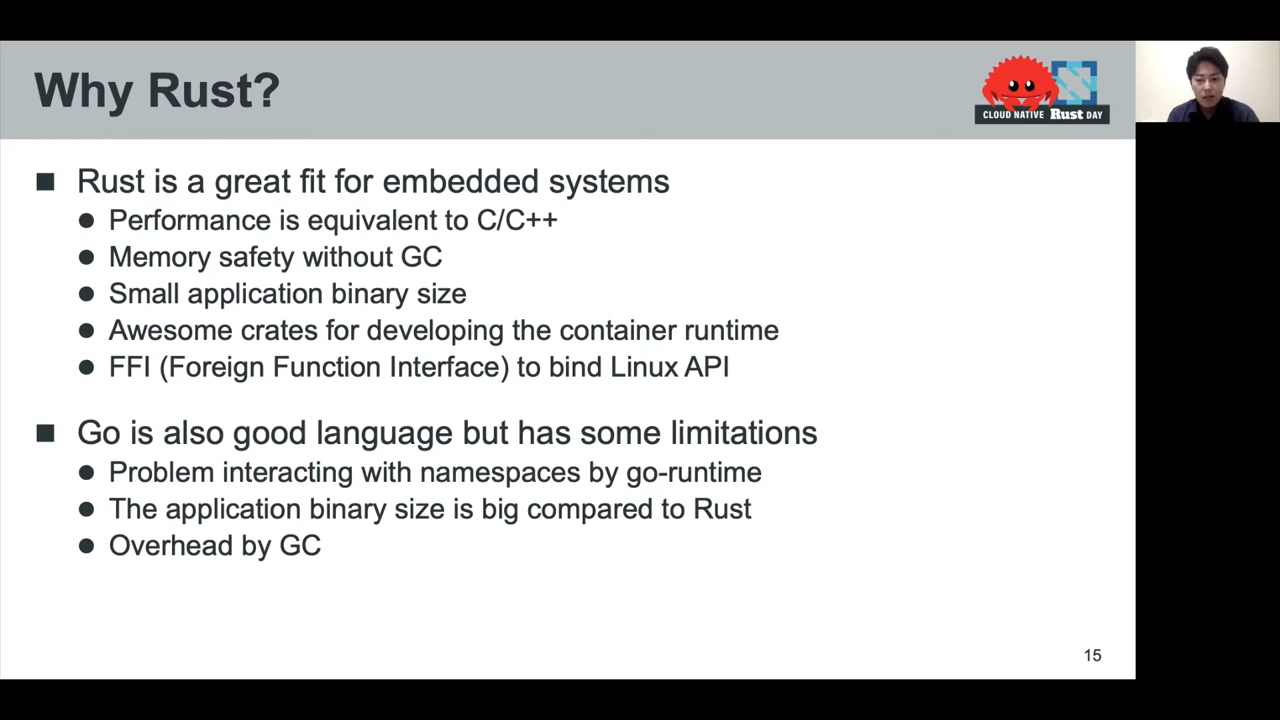 Why Rust?
CLOUD NATIVE Rust DAY
■ Rust is a great fit for embedded systems
● Performance is equivalent to C/C++
● Memory safety without GC
● Small application binary size
● Awesome crates for developing the container runtime
● FFI (Foreign Function Interface) to bind Linux API
■ Go is also good language but has some limitations
● Problem interacting with namespaces by go-runtime
● The application binary size is big compared to Rust
● Overhead by GC
15